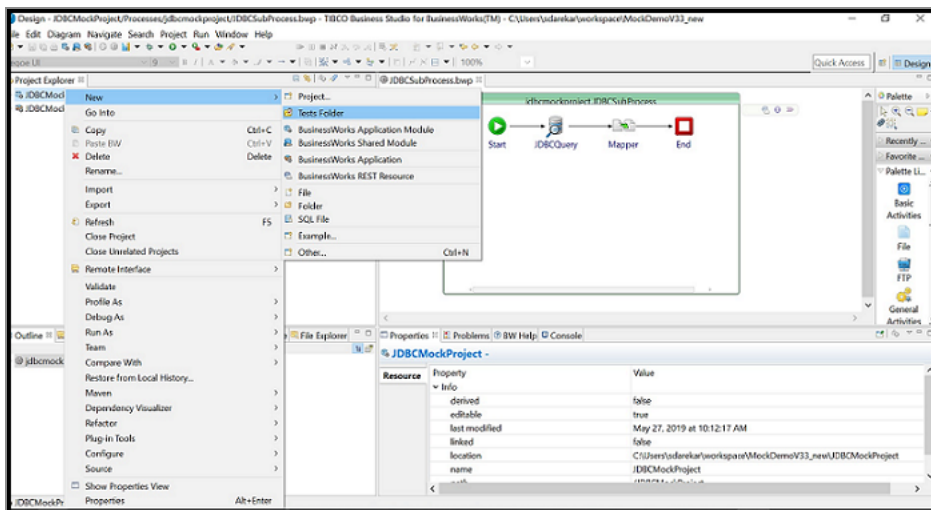 Design - JDBCMockProject/Processes/jdbcmockproject/JDBCSubProcess.bwp - TIBCO Business Studio for BusinessWorks(TM) - C:\Users\sdarekar\workspace\MockDemoV33_new
File Edit Diagram Navigate Search Project Run Window Help
Segoe UI 9 B I A 100% Quick Access Design
Project Explorer JDBCSubProcess.bwp Palette
JDBCMod
JDBCMod
New
Go Into
Copy Ctrl+C
Paste BW Ctrl+V
Delete Delete
Rename...
Import
Export
Refresh F5
Close Project
Close Unrelated Projects
Remote Interface
Validate
Profile As
Debug As
Run As
Team
Compare With
Restore from Local History...
Maven
Dependency Visualizer
Refactor
Plug-in Tools
Configure
Source
Show Properties View
Properties Alt+Enter
Project...
Tests Folder
BusinessWorks Application Module
BusinessWorks Shared Module
BusinessWorks Application
BusinessWorks REST Resource
File
Folder
SQL File
Example...
Other... Ctrl+N
jdbcmockproject.JDBCSubProcess
Start JDBCQuery Mapper End
Recently ...
Favorite ...
Palette Li...
Basic
Activities
File
FTP
General
Activities
Outline
jdbcmock
File Explorer
Properties Problems BW Help Console
JDBCMockProject -
Resource
Property Value
Info
derived false
editable true
last modified May 27, 2019 at 10:12:17 AM
linked false
location C:\Users\sdarekar\workspace\MockDemoV33_new\JDBCMockProject
name JDBCMockProject
JDBCMockPr